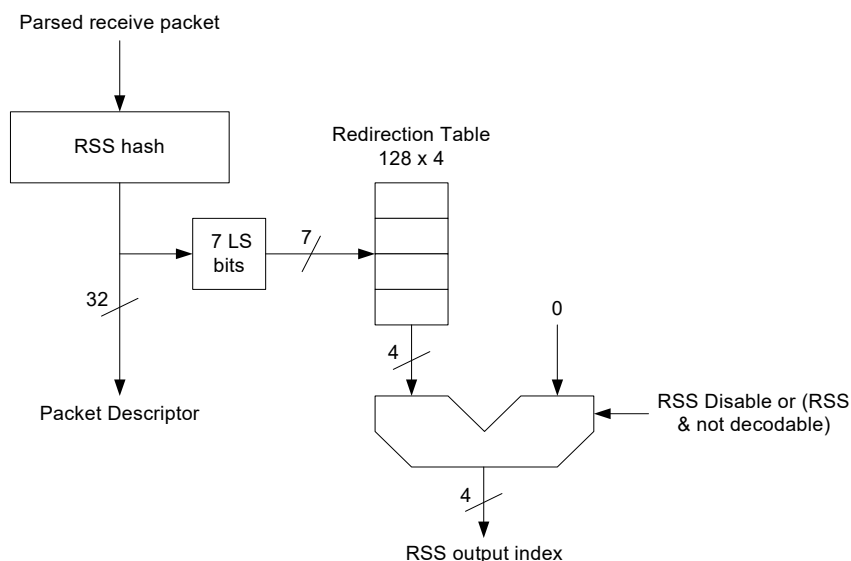 Parsed receive packet
RSS hash
Redirection Table
128 x 4
7 LS
bits
7
32
0
4
Packet Descriptor
RSS Disable or (RSS
& not decodable)
4
RSS output index